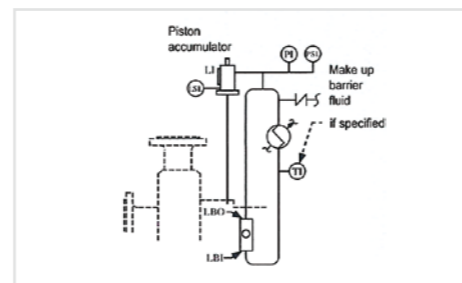 Piston
accumulator
PI
PSL
LI
Make up
barrier
fluid
LSL
if specified
TI
LBO
LBI